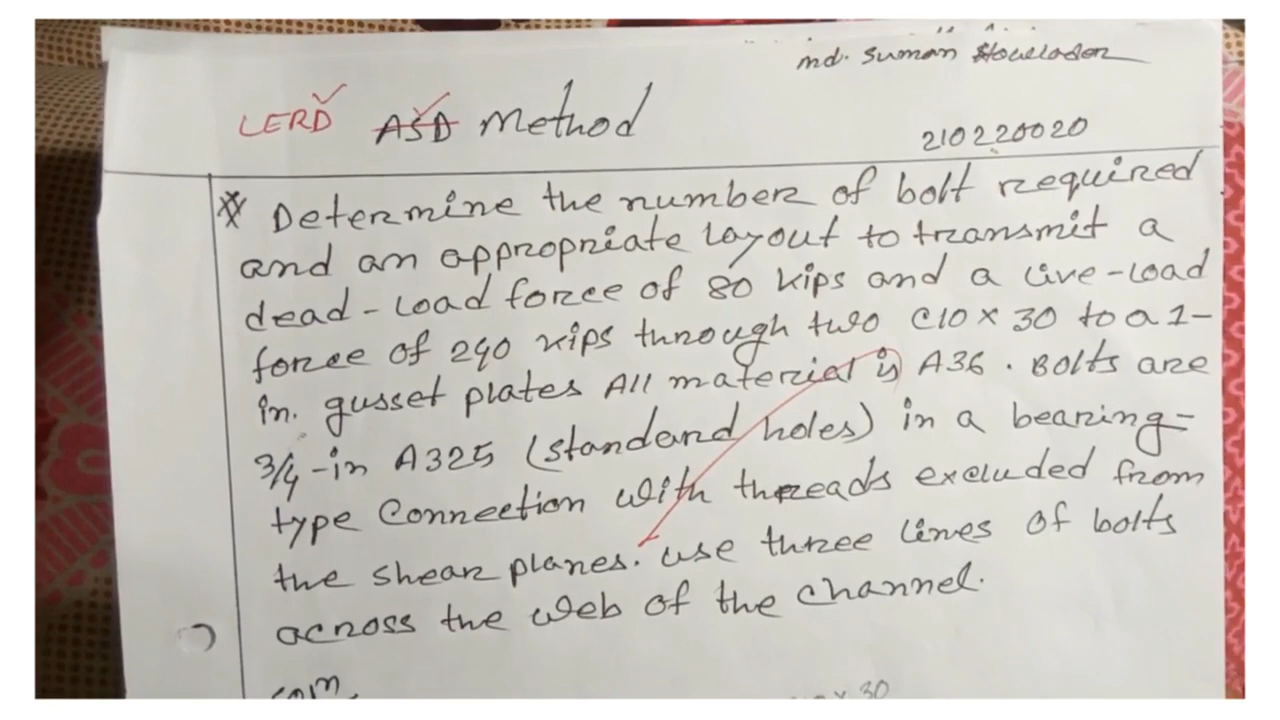 md. Suman
LERD ASD Method
210220020
* Determine the number of bolt required
and an appropriate layout to transmit a
dead-load force of 80 kips and a live-load
force of 240 kips through two C10 × 30 to a 1-
in. gusset plates All material is A36. Bolts are
3/4-in A325 (standard holes) in a bearing-
type Connection with threads excluded from
the shear planes. use three lines of bolts
across the web of the channel.
30